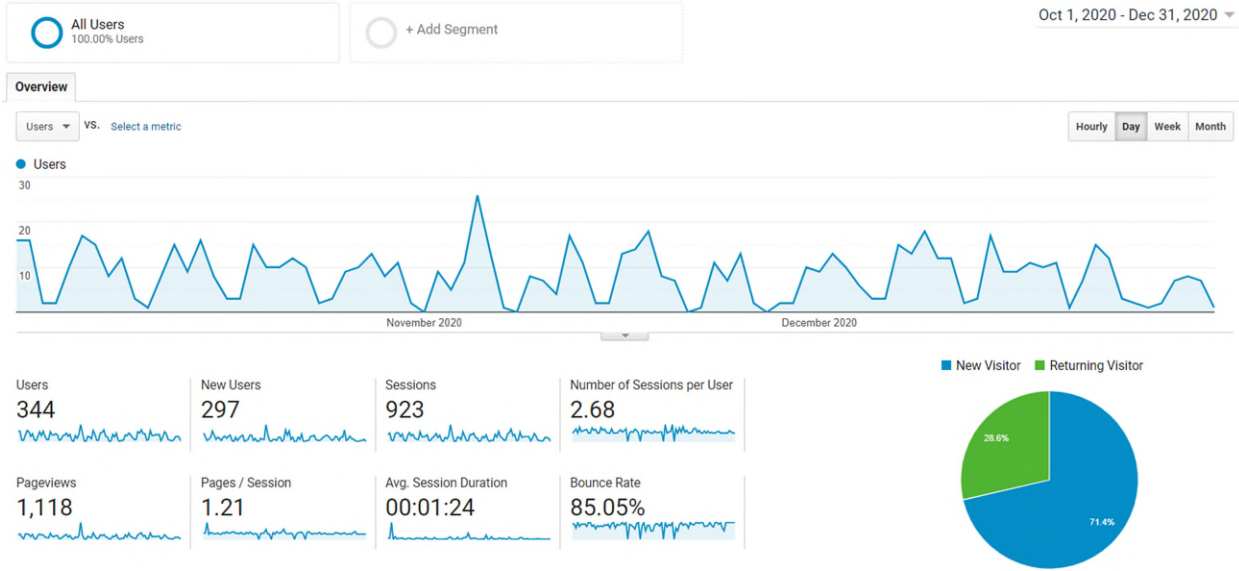 All Users
100.00% Users
+ Add Segment
Oct 1, 2020 - Dec 31, 2020
Overview
Users VS. Select a metric
Hourly Day Week Month
Users
30
20
10
November 2020 December 2020
New Visitor Returning Visitor
Users New Users Sessions Number of Sessions per User
344 297 923 2.68
Pageviews Pages / Session Avg. Session Duration Bounce Rate
1,118 1.21 00:01:24 85.05%
28.6%
71.4%